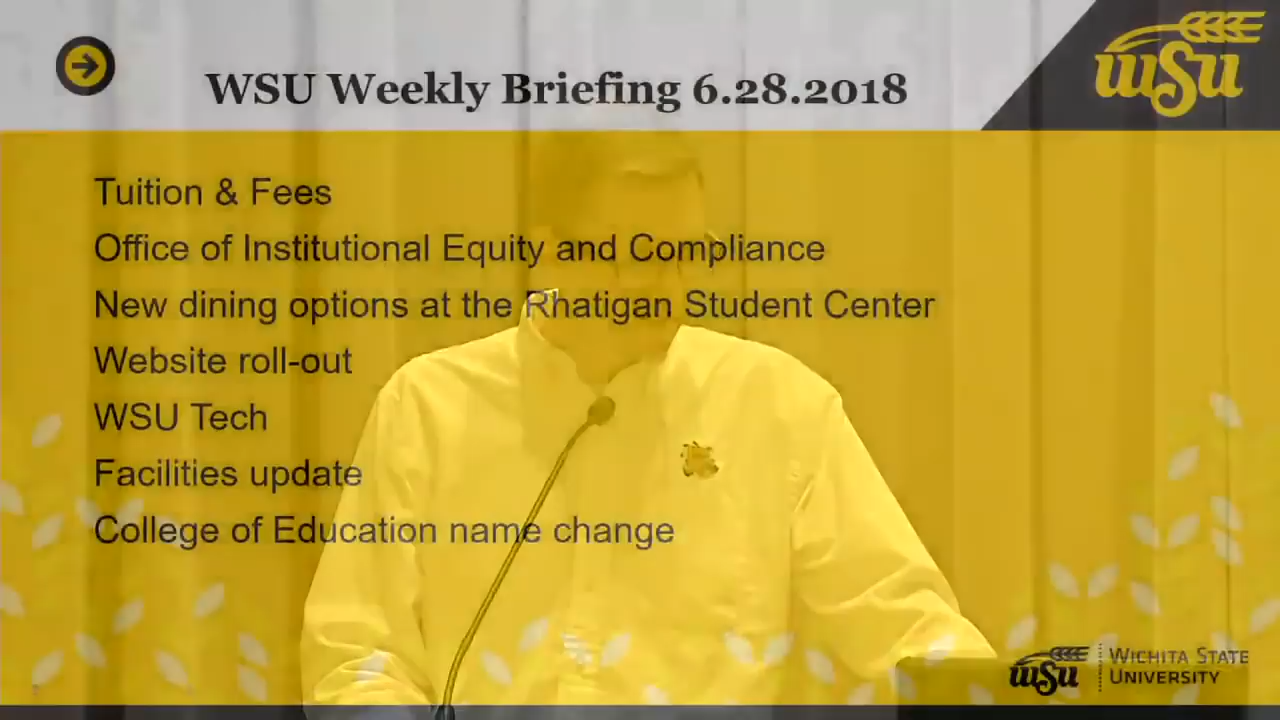 WSU Weekly Briefing 6.28.2018
wsu
Tuition & Fees
Office of Institutional Equity and Compliance
New dining options at the Rhatigan Student Center
Website roll-out
WSU Tech
Facilities update
College of Education name change
wsu
WICHITA STATE
UNIVERSITY